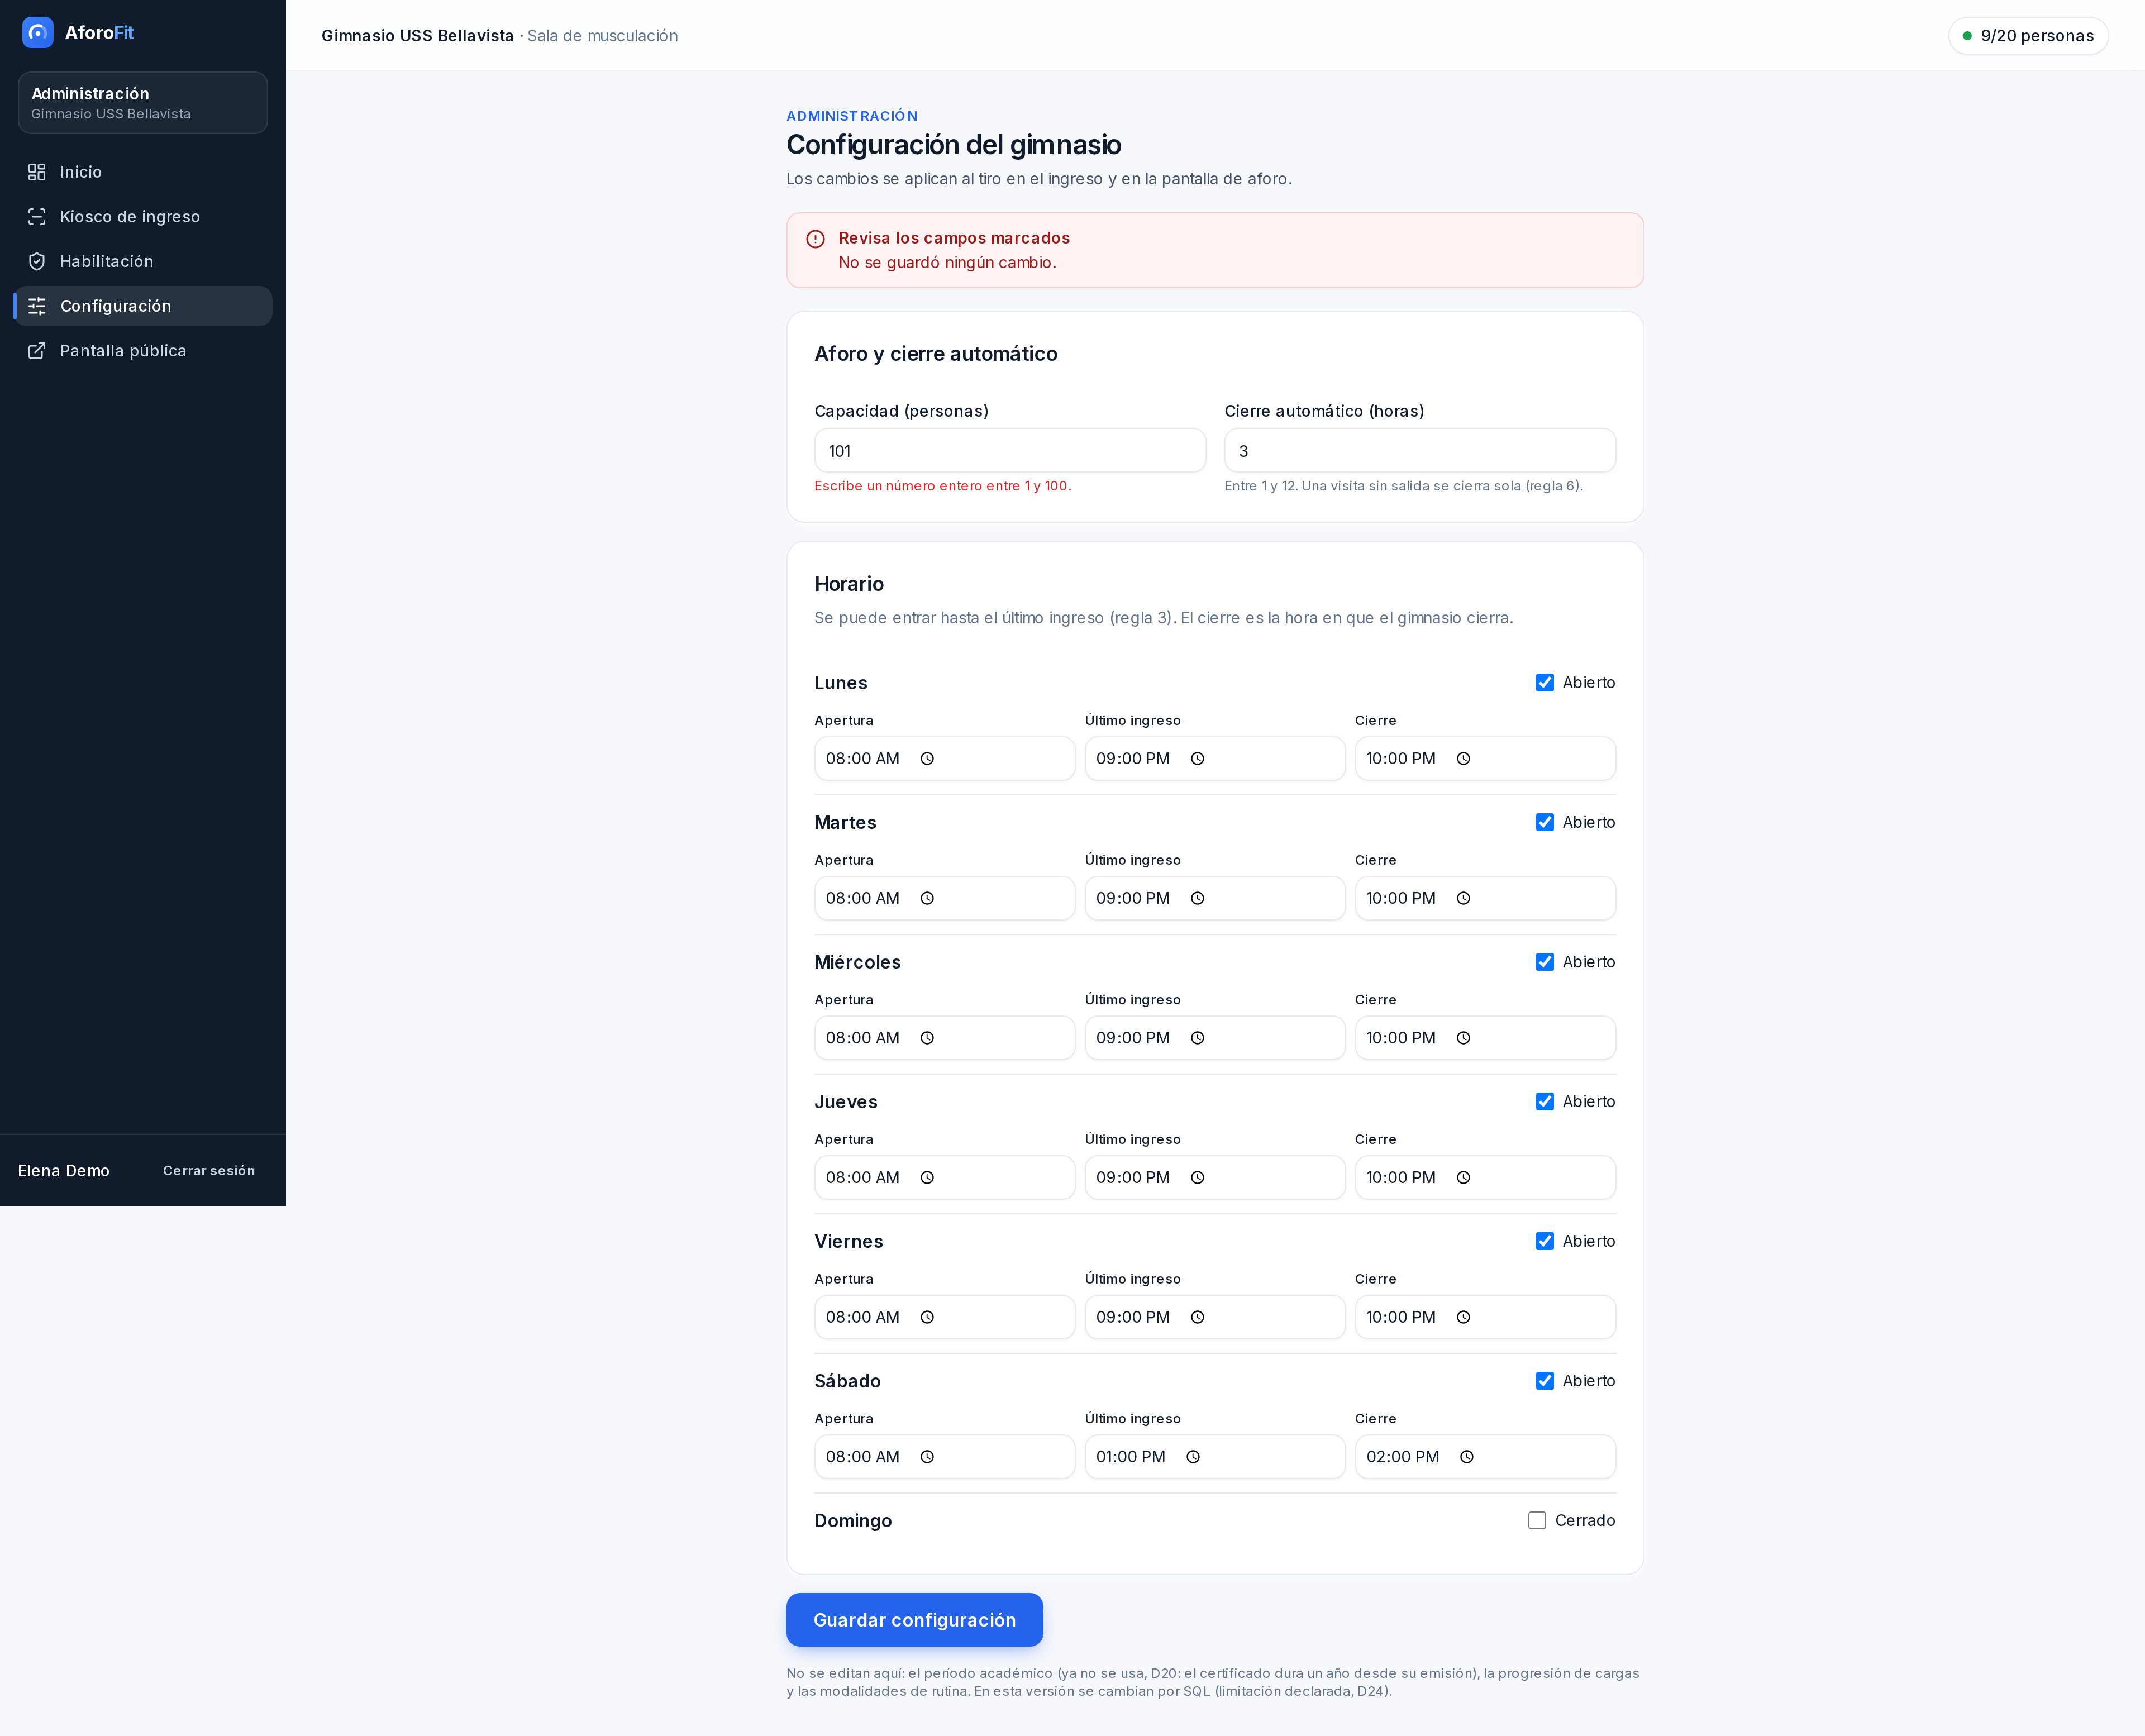 AforoFit
Administración
Gimnasio USS Bellavista
Inicio
Kiosco de ingreso
Habilitación
Configuración
Pantalla pública
Elena Demo
Cerrar sesión
Gimnasio USS Bellavista · Sala de musculación
9/20 personas
ADMINISTRACIÓN
Configuración del gimnasio
Los cambios se aplican al tiro en el ingreso y en la pantalla de aforo.
Revisa los campos marcados
No se guardó ningún cambio.
Aforo y cierre automático
Capacidad (personas)
101
Escribe un número entero entre 1 y 100.
Cierre automático (horas)
3
Entre 1 y 12. Una visita sin salida se cierra sola (regla 6).
Horario
Se puede entrar hasta el último ingreso (regla 3). El cierre es la hora en que el gimnasio cierra.
Lunes Abierto
Apertura Último ingreso Cierre
08:00 AM 09:00 PM 10:00 PM
Martes Abierto
Apertura Último ingreso Cierre
08:00 AM 09:00 PM 10:00 PM
Miércoles Abierto
Apertura Último ingreso Cierre
08:00 AM 09:00 PM 10:00 PM
Jueves Abierto
Apertura Último ingreso Cierre
08:00 AM 09:00 PM 10:00 PM
Viernes Abierto
Apertura Último ingreso Cierre
08:00 AM 09:00 PM 10:00 PM
Sábado Abierto
Apertura Último ingreso Cierre
08:00 AM 01:00 PM 02:00 PM
Domingo Cerrado
Guardar configuración
No se editan aquí: el período académico (ya no se usa, D20: el certificado dura un año desde su emisión), la progresión de cargas
y las modalidades de rutina. En esta versión se cambian por SQL (limitación declarada, D24).